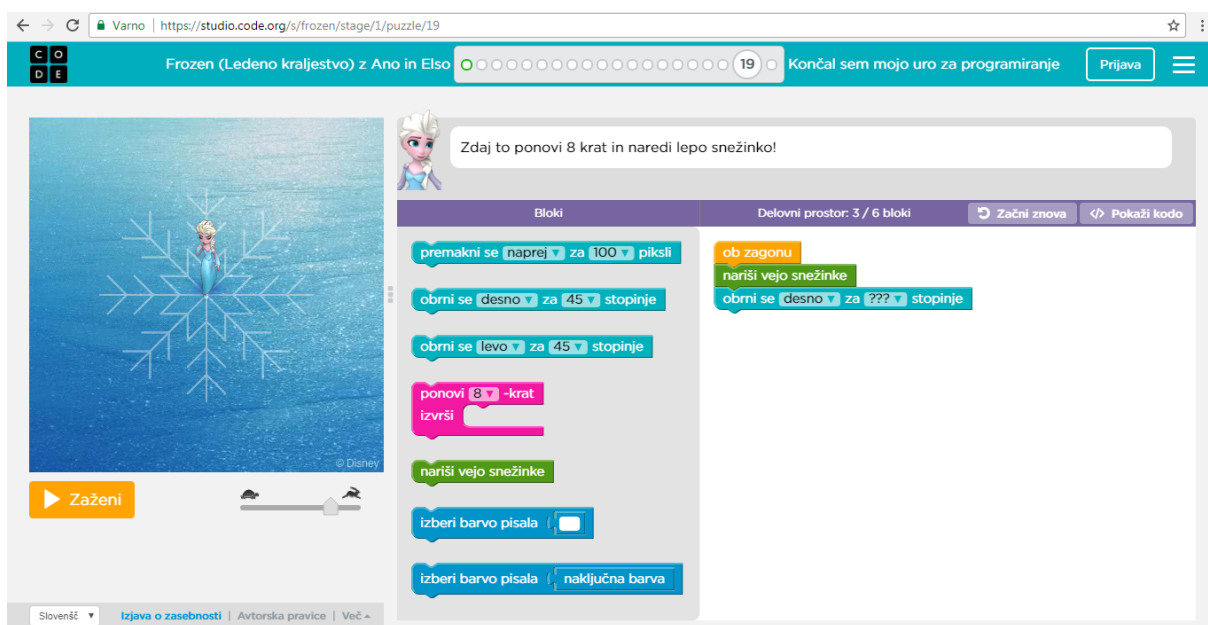 Varno | https://studio.code.org/s/frozen/stage/1/puzzle/19
C O
D E
Frozen (Ledeno kraljestvo) z Ano in Elso 19 Končal sem mojo uro za programiranje Prijava
Zdaj to ponovi 8 krat in naredi lepo snežinko!
Bloki Delovni prostor: 3 / 6 bloki Začni znova </> Pokaži kodo
premakni se naprej za 100 piksli
obrni se desno za 45 stopinje
obrni se levo za 45 stopinje
ponovi 8 -krat
izvrši
nariši vejo snežinke
izberi barvo pisala
izberi barvo pisala naključna barva
ob zagonu
nariši vejo snežinke
obrni se desno za ??? stopinje
© Disney
Zaženi
Slovenšč Izjava o zasebnosti | Avtorska pravice | Več